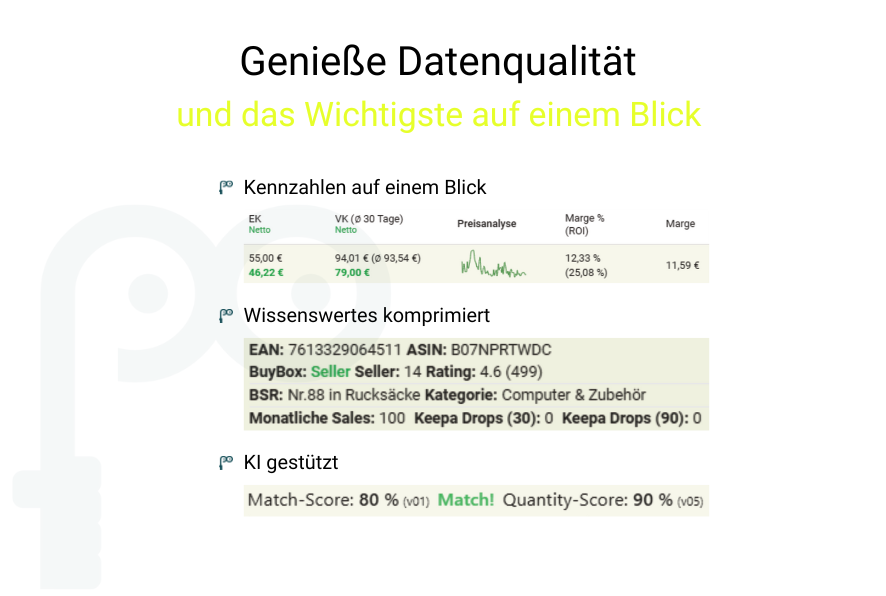 Genieße Datenqualität
und das Wichtigste auf einem Blick
Kennzahlen auf einem Blick
EK VK (Ø 30 Tage) Preisanalyse Marge % (ROI) Marge
Netto Netto
55,00 € 94,01 € (Ø 93,54 €) 12,33 % 11,59 €
46,22 € 79,00 € (25,08 %)
Wissenswertes komprimiert
EAN: 7613329064511 ASIN: B07NPRTWDC
BuyBox: Seller Seller: 14 Rating: 4.6 (499)
BSR: Nr.88 in Rucksäcke Kategorie: Computer & Zubehör
Monatliche Sales: 100 Keepa Drops (30): 0 Keepa Drops (90): 0
KI gestützt
Match-Score: 80 % (v01) Match! Quantity-Score: 90 % (v05)